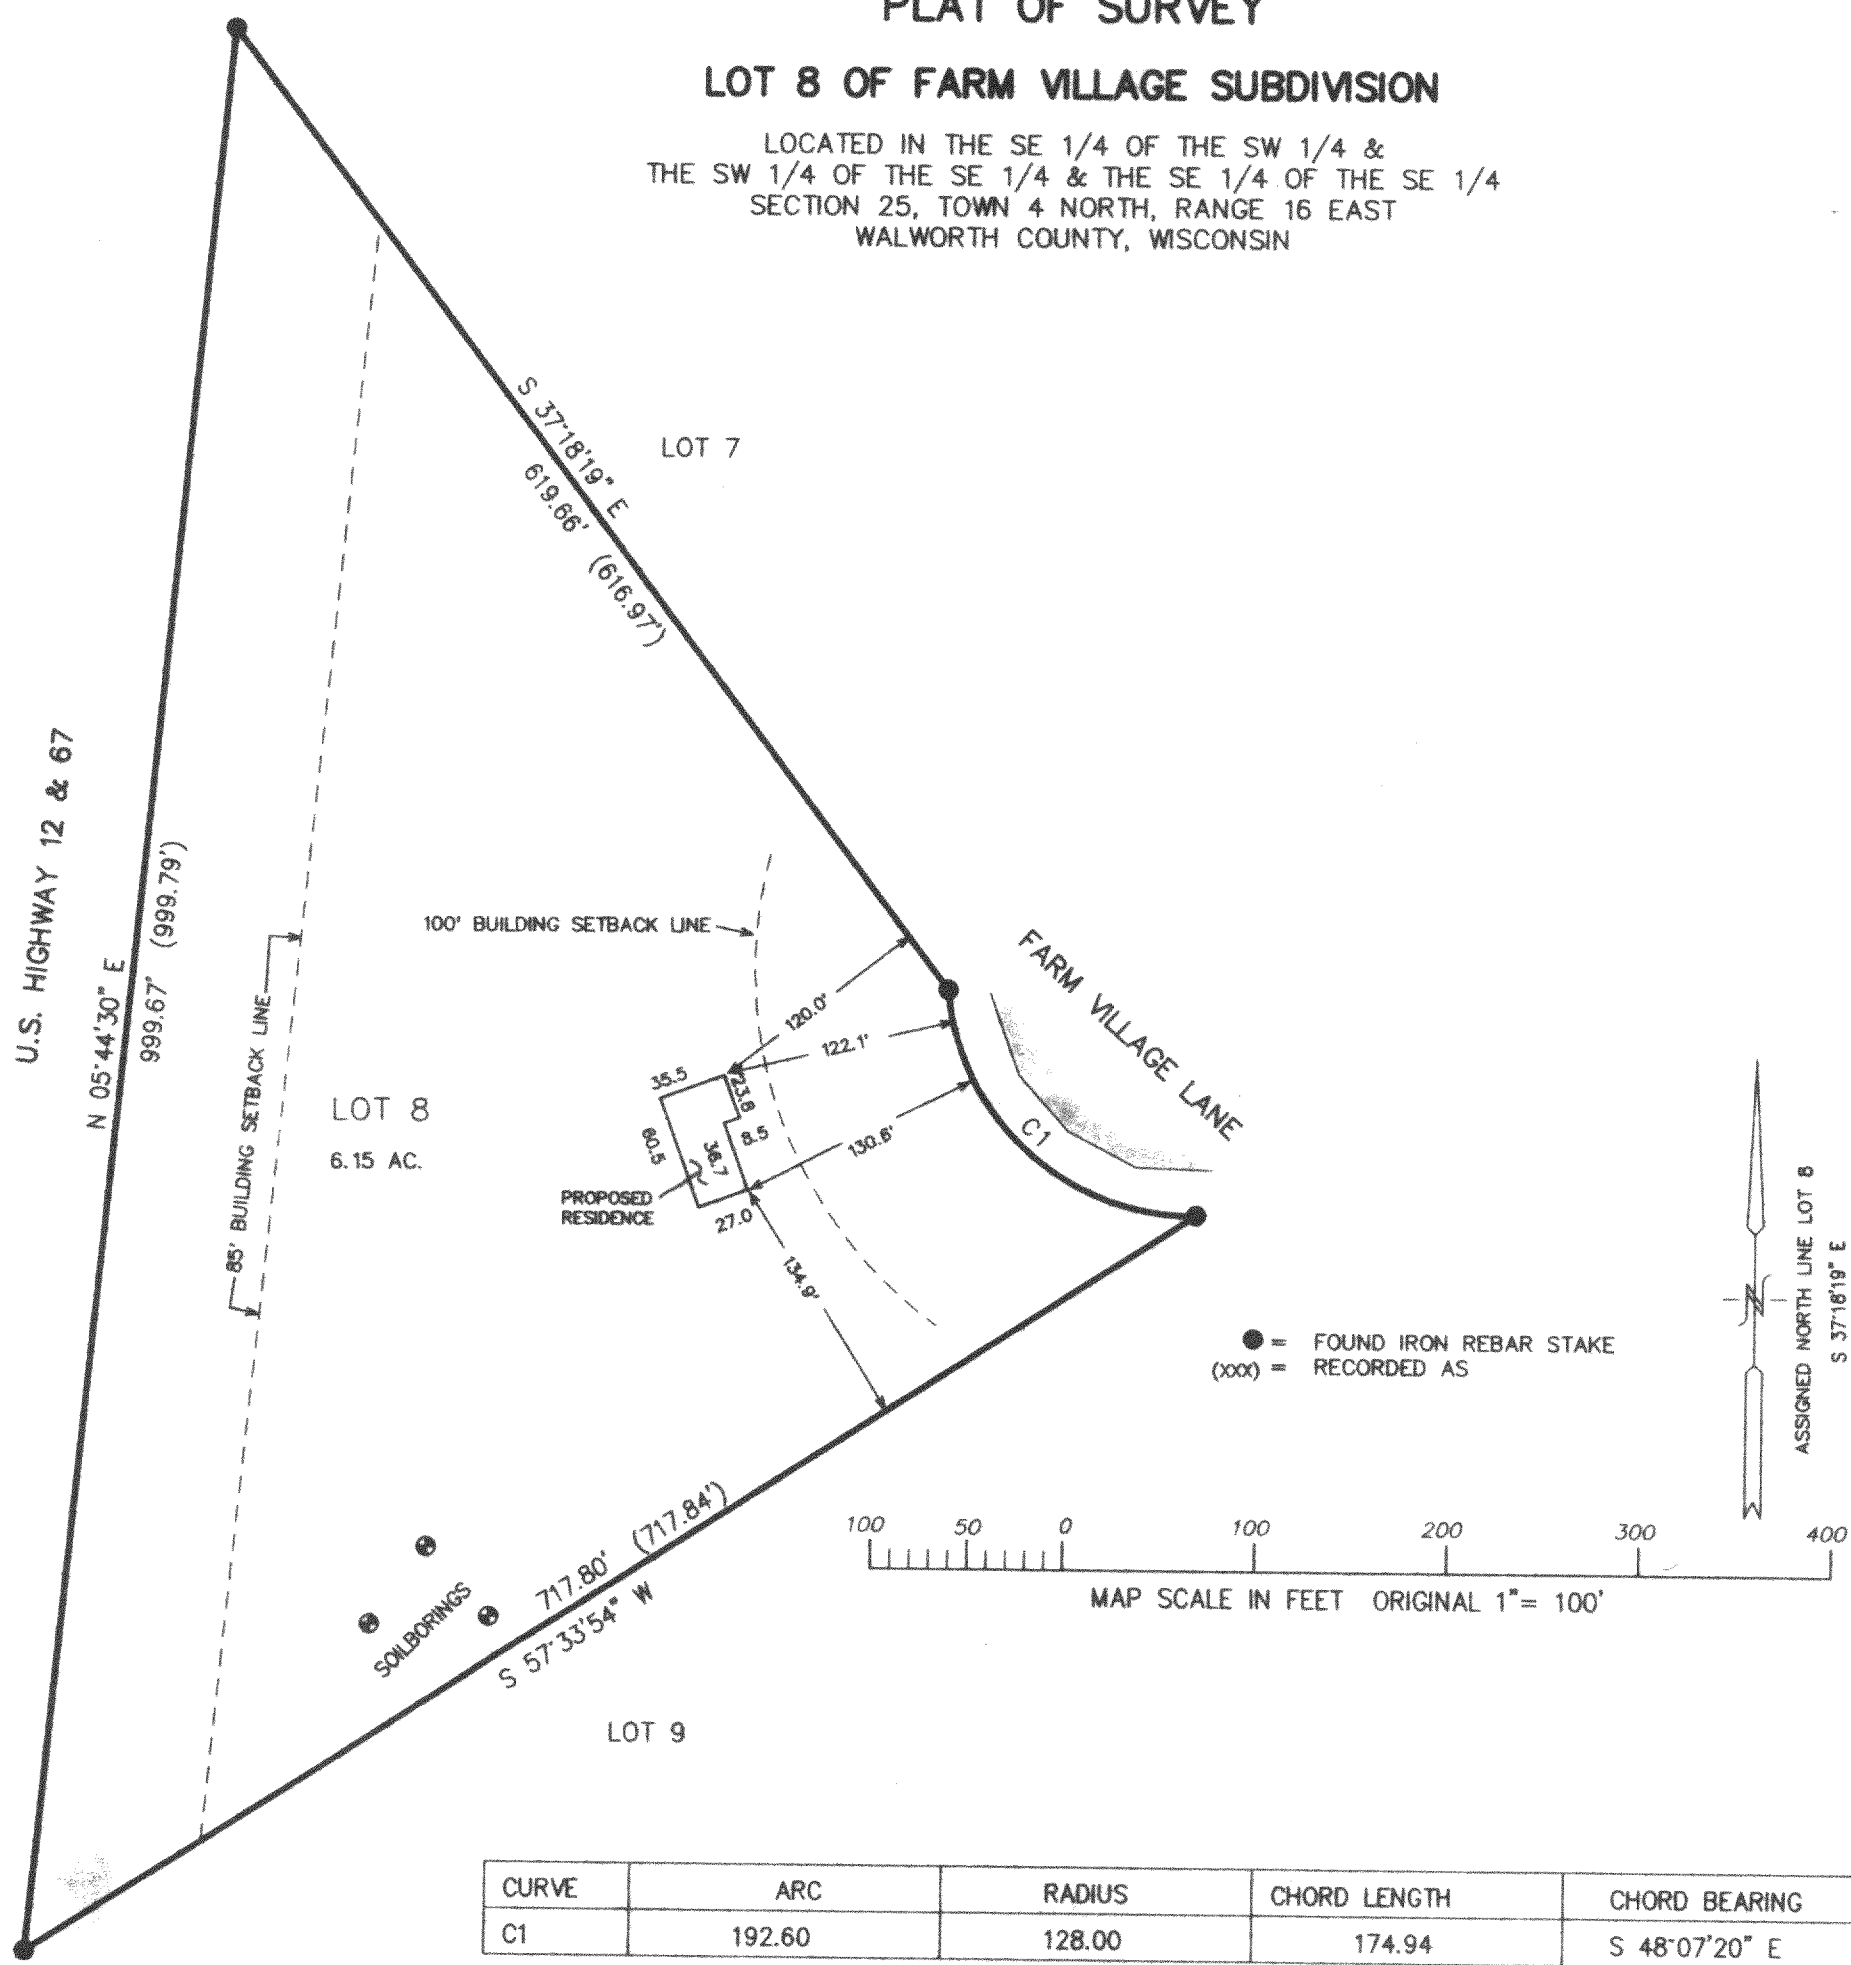 PLAT OF SURVEY
LOT 8 OF FARM VILLAGE SUBDIVISION
LOCATED IN THE SE 1/4 OF THE SW 1/4 &
THE SW 1/4 OF THE SE 1/4 & THE SE 1/4 OF THE SE 1/4
SECTION 25, TOWN 4 NORTH, RANGE 16 EAST
WALWORTH COUNTY, WISCONSIN
S 37°18'19" E
619.66' (616.97')
LOT 7
U.S. HIGHWAY 12 & 67
N 05°44'30" E
999.67' (999.79')
85' BUILDING SETBACK LINE
100' BUILDING SETBACK LINE
FARM VILLAGE LANE
LOT 8
6.15 AC.
120.0'
122.1'
130.6'
134.9'
35.5
23.8
8.5
36.7
60.5
27.0
PROPOSED
RESIDENCE
C1
● = FOUND IRON REBAR STAKE
(XXX) = RECORDED AS
N
ASSIGNED NORTH LINE LOT 8
S 37°18'19" E
717.80' (717.84')
S 57°33'54" W
SOILBORINGS
LOT 9
100 50 0 100 200 300 400
MAP SCALE IN FEET ORIGINAL 1"= 100'
CURVE ARC RADIUS CHORD LENGTH CHORD BEARING
C1 192.60 128.00 174.94 S 48°07'20" E